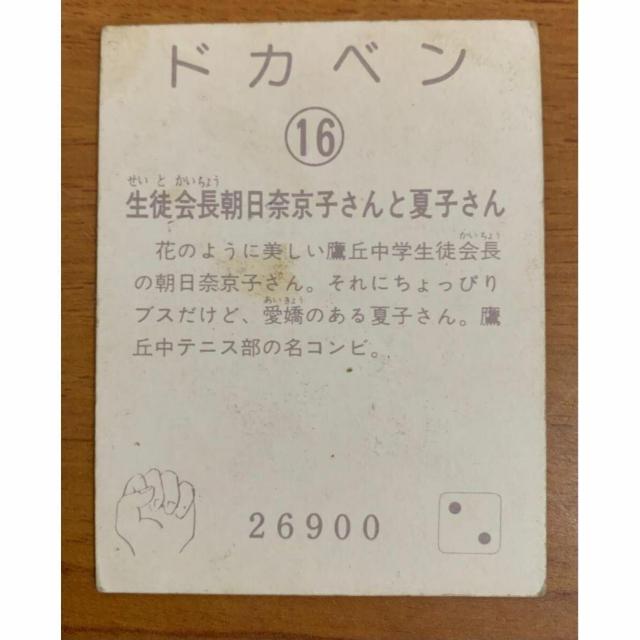 ドカベン
16
せいとかいちょう
生徒会長朝日奈京子さんと夏子さん
かいちょう
花のように美しい鷹丘中学生徒会長
の朝日奈京子さん。それにちょっぴり
あいきょう
ブスだけど、愛嬌のある夏子さん。鷹
丘中テニス部の名コンビ。
26900